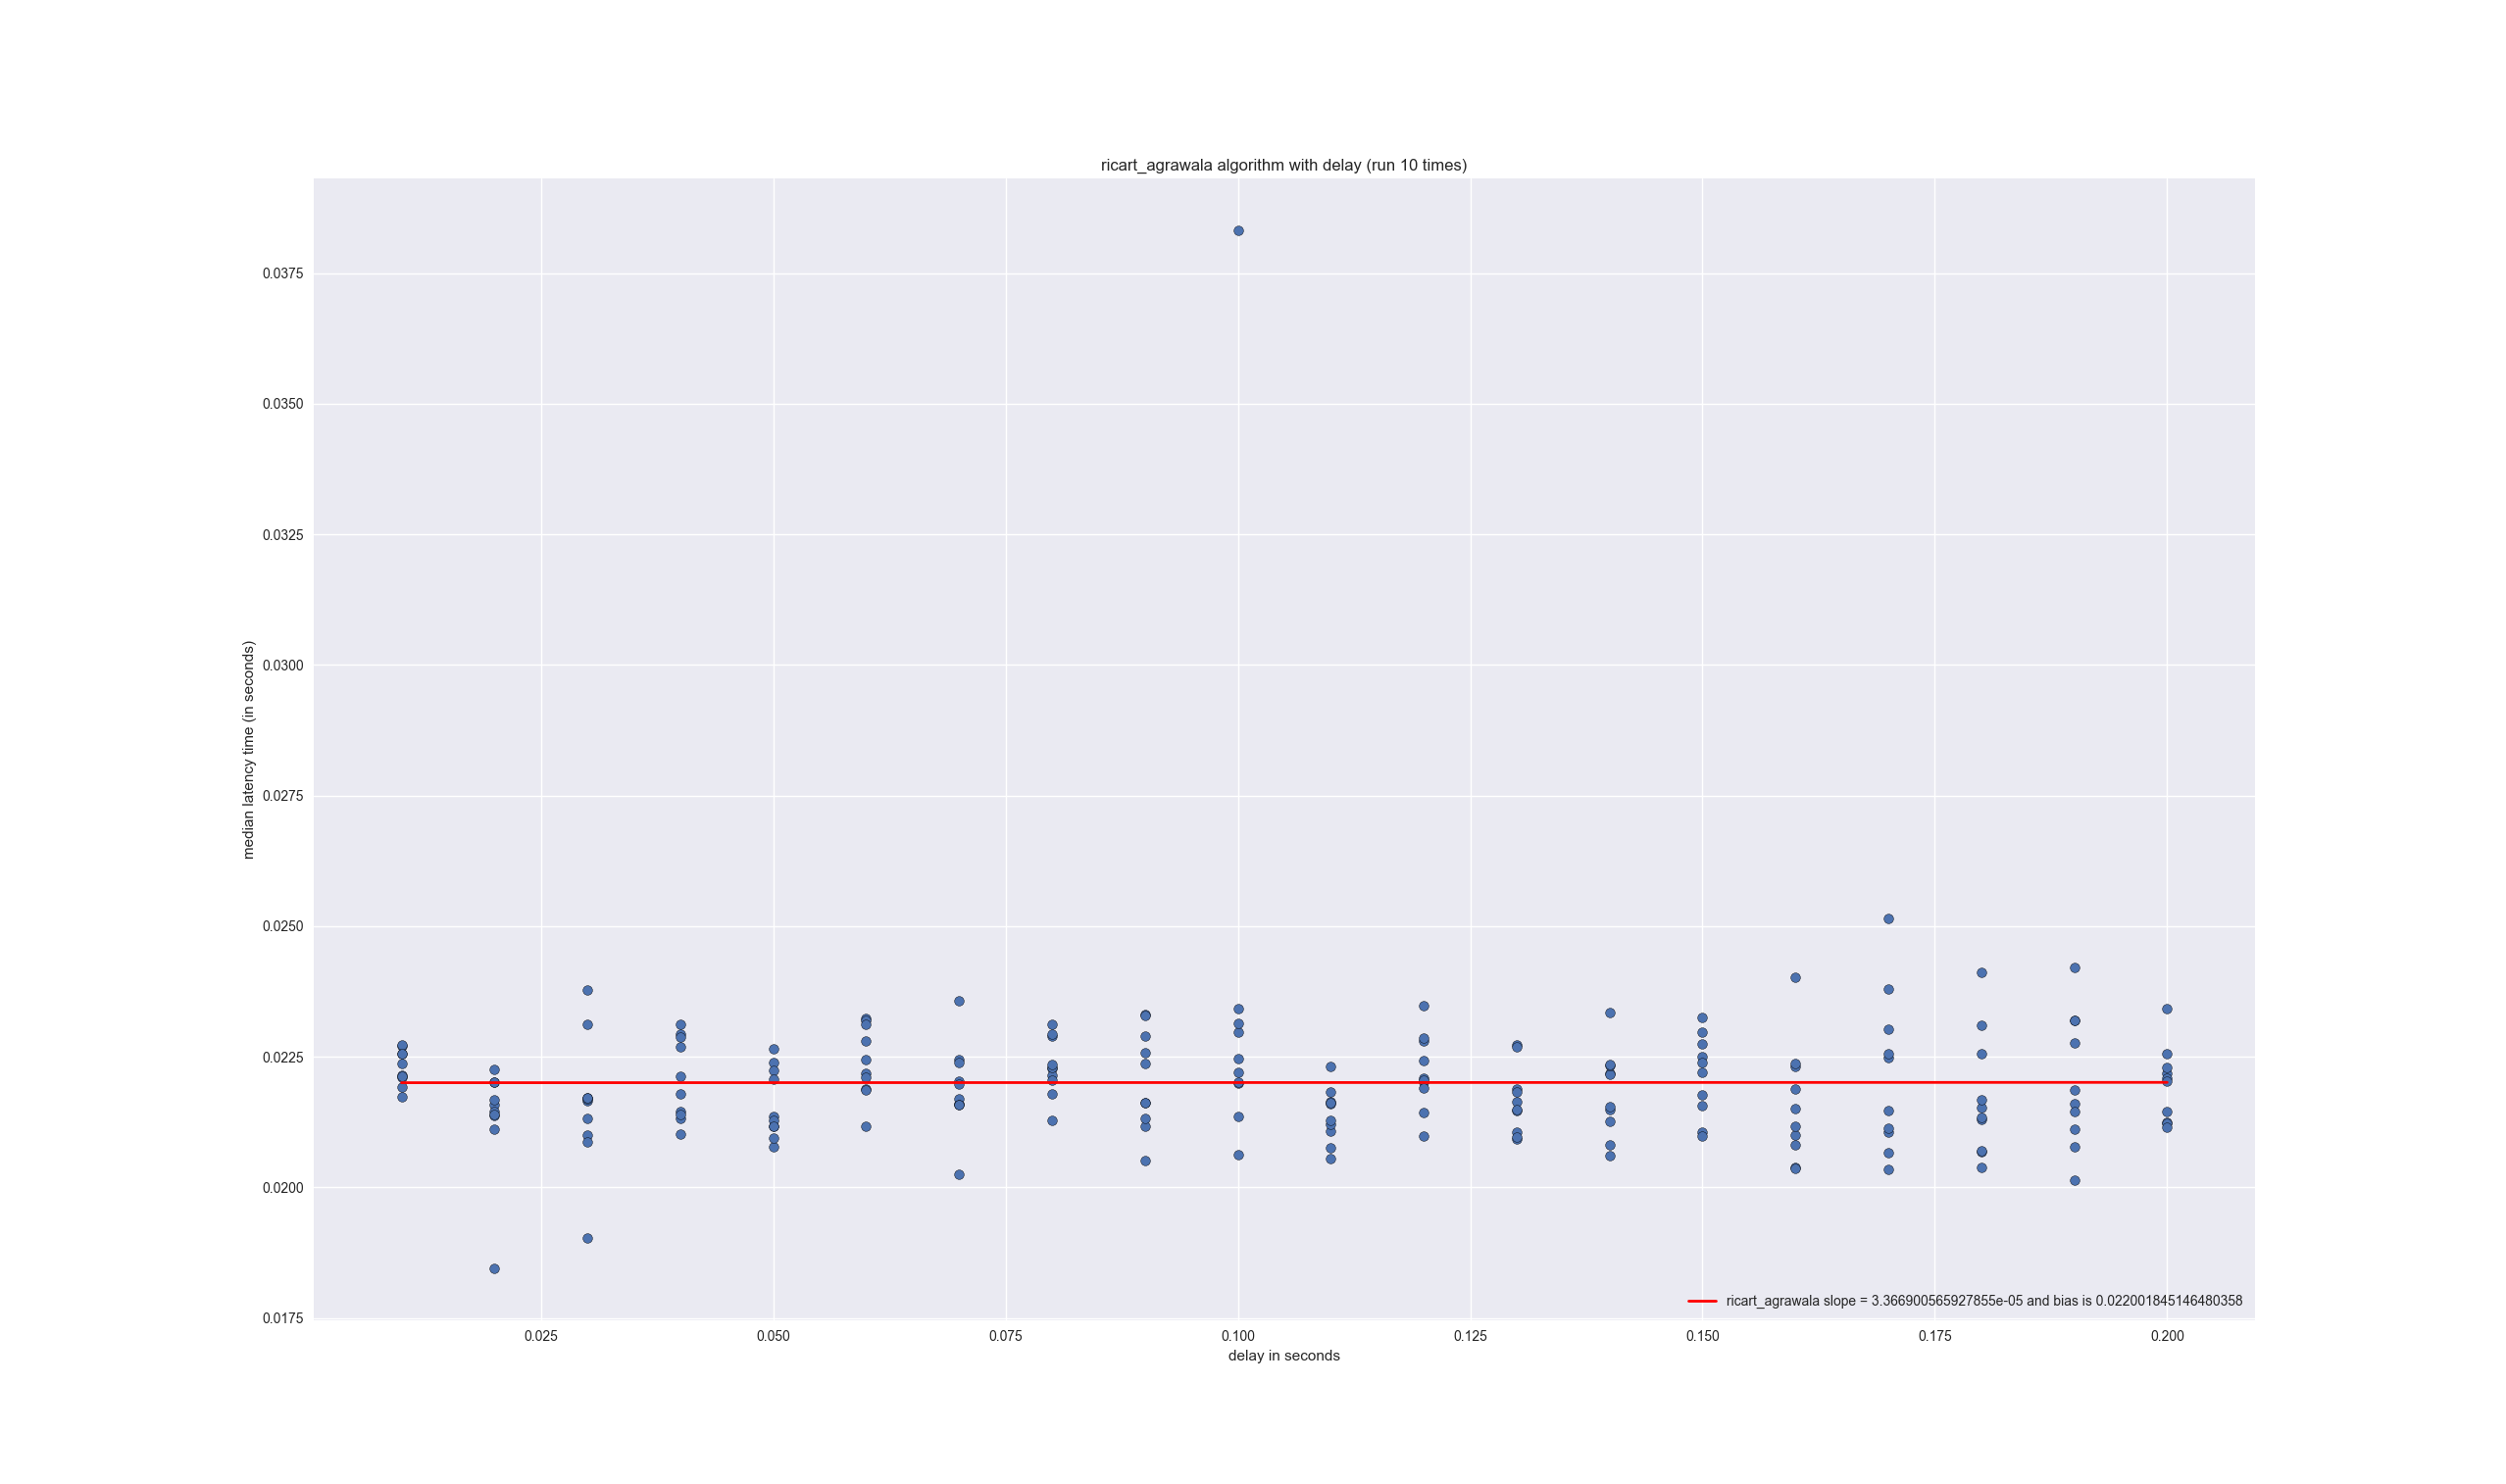 ricart_agrawala algorithm with delay (run 10 times)
0.0375
0.0350
0.0325
0.0300
0.0275
0.0250
0.0225
0.0200
0.0175
median latency time (in seconds)
ricart_agrawala slope = 3.366900565927855e-05 and bias is 0.022001845146480358
0.025 0.050 0.075 0.100 0.125 0.150 0.175 0.200
delay in seconds